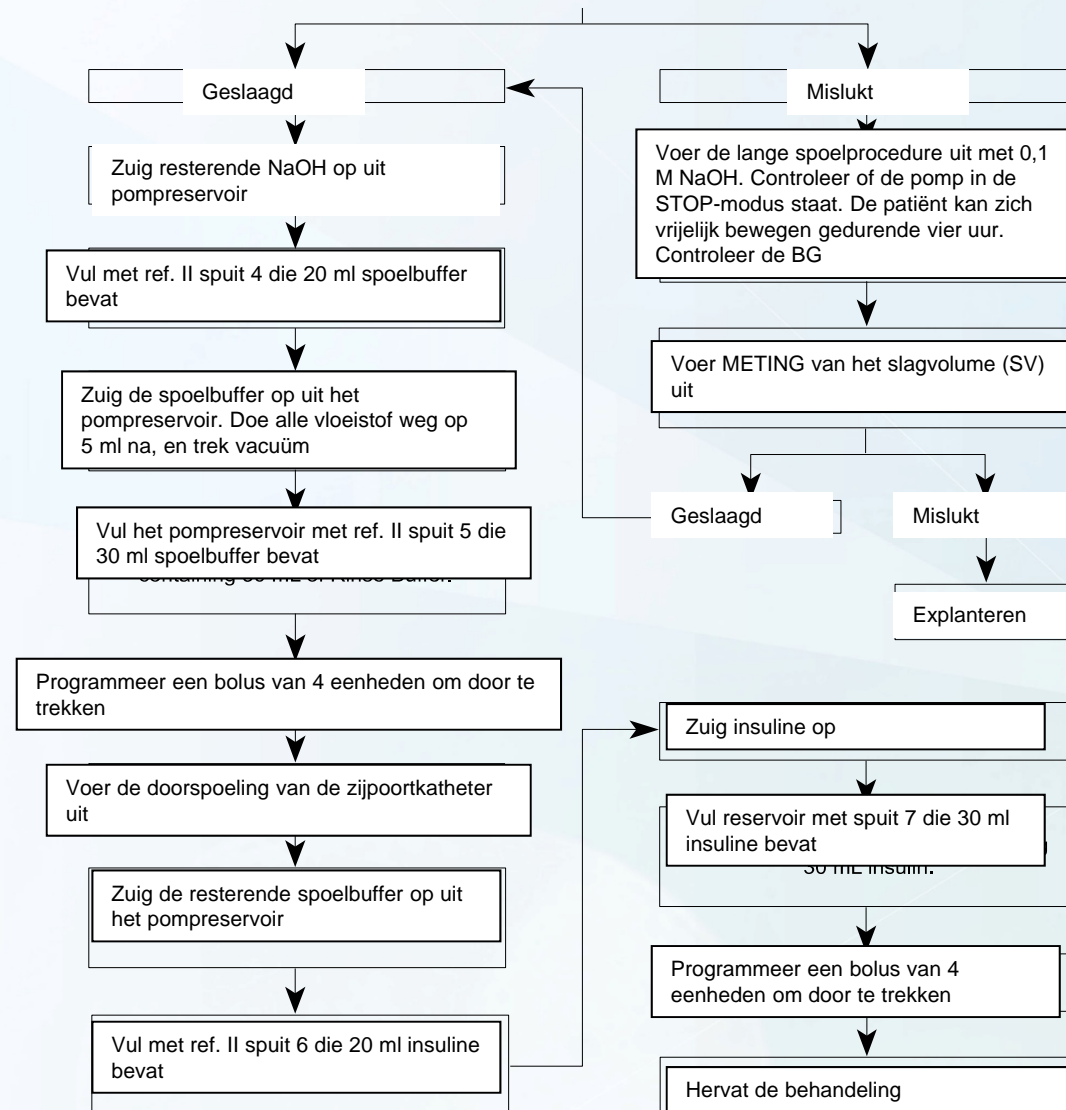 Geslaagd
Zuig resterende NaOH op uit
pompreservoir
Vul met ref. II spuit 4 die 20 ml spoelbuffer
bevat
Zuig de spoelbuffer op uit het
pompreservoir. Doe alle vloeistof weg op
5 ml na, en trek vacuüm
Vul het pompreservoir met ref. II spuit 5 die
30 ml spoelbuffer bevat
Programmeer een bolus van 4 eenheden om door te
trekken
Voer de doorspoeling van de zijpoortkatheter
uit
Zuig de resterende spoelbuffer op uit
het pompreservoir
Vul met ref. II spuit 6 die 20 ml insuline
bevat
Mislukt
Voer de lange spoelprocedure uit met 0,1
M NaOH. Controleer of de pomp in de
STOP-modus staat. De patiënt kan zich
vrijelijk bewegen gedurende vier uur.
Controleer de BG
Voer METING van het slagvolume (SV)
uit
Geslaagd
Mislukt
Explanteren
Zuig insuline op
Vul reservoir met spuit 7 die 30 ml
insuline bevat
30 mL insulin.
Programmeer een bolus van 4
eenheden om door te trekken
Hervat de behandeling